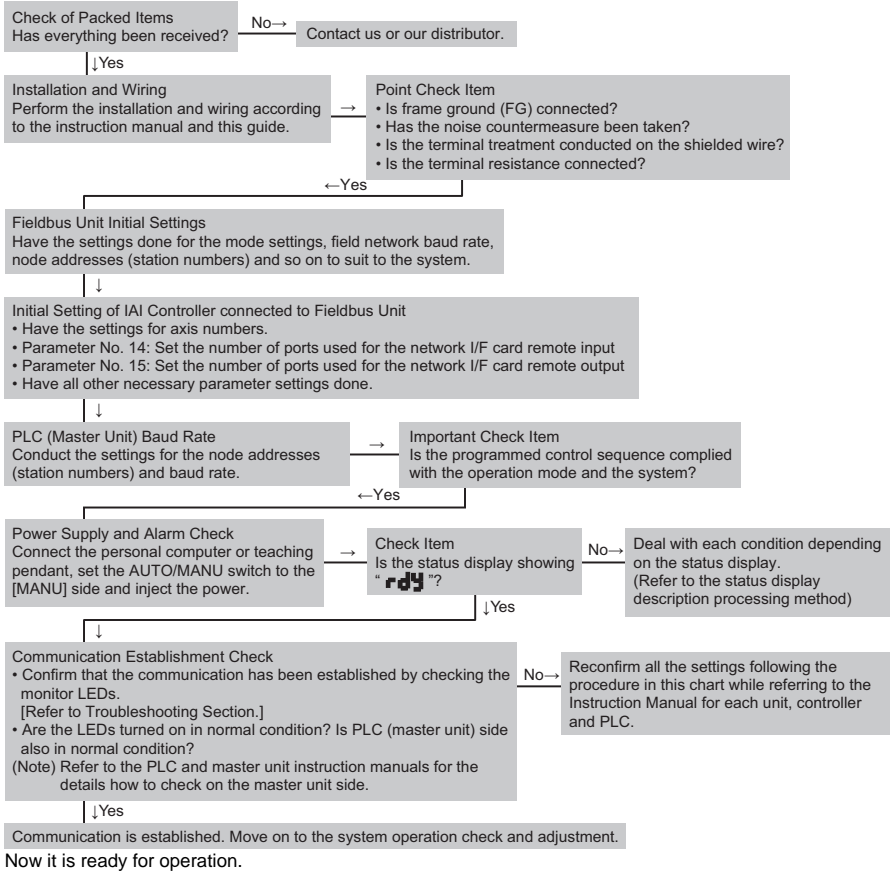 Check of Packed Items
Has everything been received?
No→
Contact us or our distributor.
↓Yes
Installation and Wiring
Perform the installation and wiring according
to the instruction manual and this guide.
→
Point Check Item
• Is frame ground (FG) connected?
• Has the noise countermeasure been taken?
• Is the terminal treatment conducted on the shielded wire?
• Is the terminal resistance connected?
←Yes
Fieldbus Unit Initial Settings
Have the settings done for the mode settings, field network baud rate,
node addresses (station numbers) and so on to suit to the system.
↓
Initial Setting of IAI Controller connected to Fieldbus Unit
• Have the settings for axis numbers.
• Parameter No. 14: Set the number of ports used for the network I/F card remote input
• Parameter No. 15: Set the number of ports used for the network I/F card remote output
• Have all other necessary parameter settings done.
↓
PLC (Master Unit) Baud Rate
Conduct the settings for the node addresses
(station numbers) and baud rate.
→
Important Check Item
Is the programmed control sequence complied
with the operation mode and the system?
←Yes
Power Supply and Alarm Check
Connect the personal computer or teaching
pendant, set the AUTO/MANU switch to the
[MANU] side and inject the power.
→
Check Item
Is the status display showing
“ rdy ”?
No→
Deal with each condition depending
on the status display.
(Refer to the status display
description processing method)
↓Yes
↓
Communication Establishment Check
• Confirm that the communication has been established by checking the
monitor LEDs.
[Refer to Troubleshooting Section.]
• Are the LEDs turned on in normal condition? Is PLC (master unit) side
also in normal condition?
(Note) Refer to the PLC and master unit instruction manuals for the
details how to check on the master unit side.
No→
Reconfirm all the settings following the
procedure in this chart while referring to the
Instruction Manual for each unit, controller
and PLC.
↓Yes
Communication is established. Move on to the system operation check and adjustment.
Now it is ready for operation.